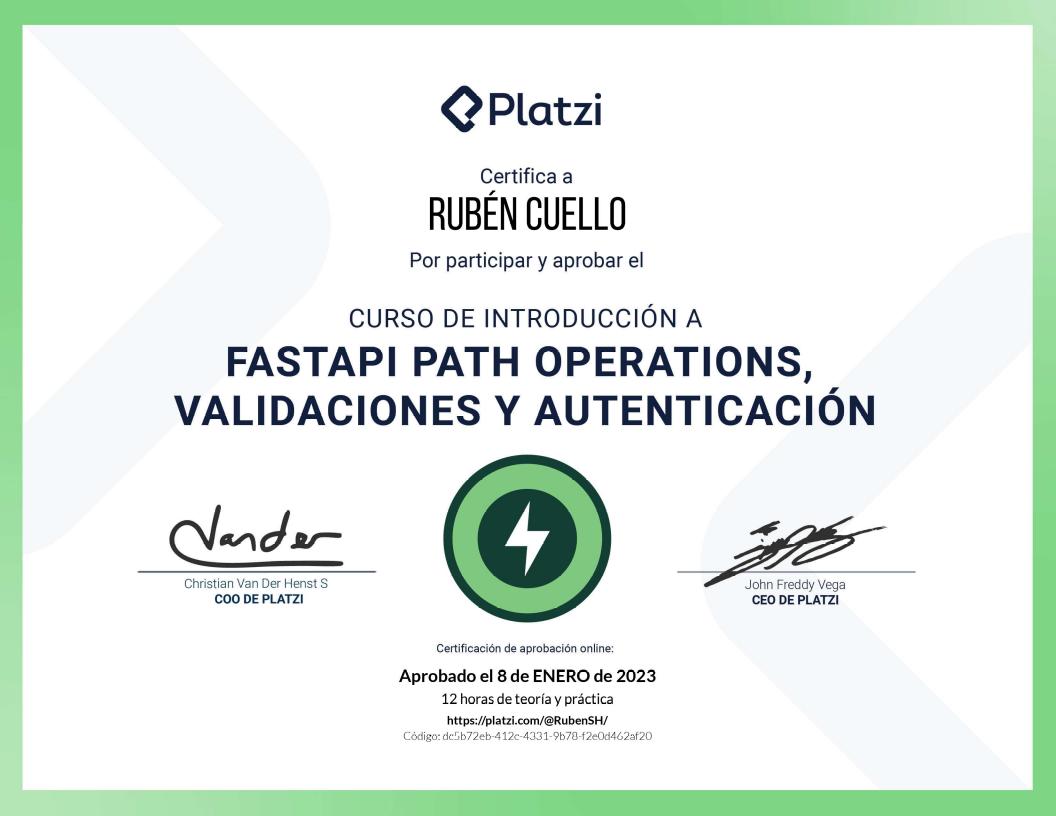 Platzi
Certifica a
RUBÉN CUELLO
Por participar y aprobar el
CURSO DE INTRODUCCIÓN A
FASTAPI PATH OPERATIONS,
VALIDACIONES Y AUTENTICACIÓN
Vander
Christian Van Der Henst S
COO DE PLATZI
John Freddy Vega
CEO DE PLATZI
Certificación de aprobación online:
Aprobado el 8 de ENERO de 2023
12 horas de teoría y práctica
https://platzi.com/@RubenSH/
Código: dc5b72eb-412c-4331-9b78-f2e0d462af20